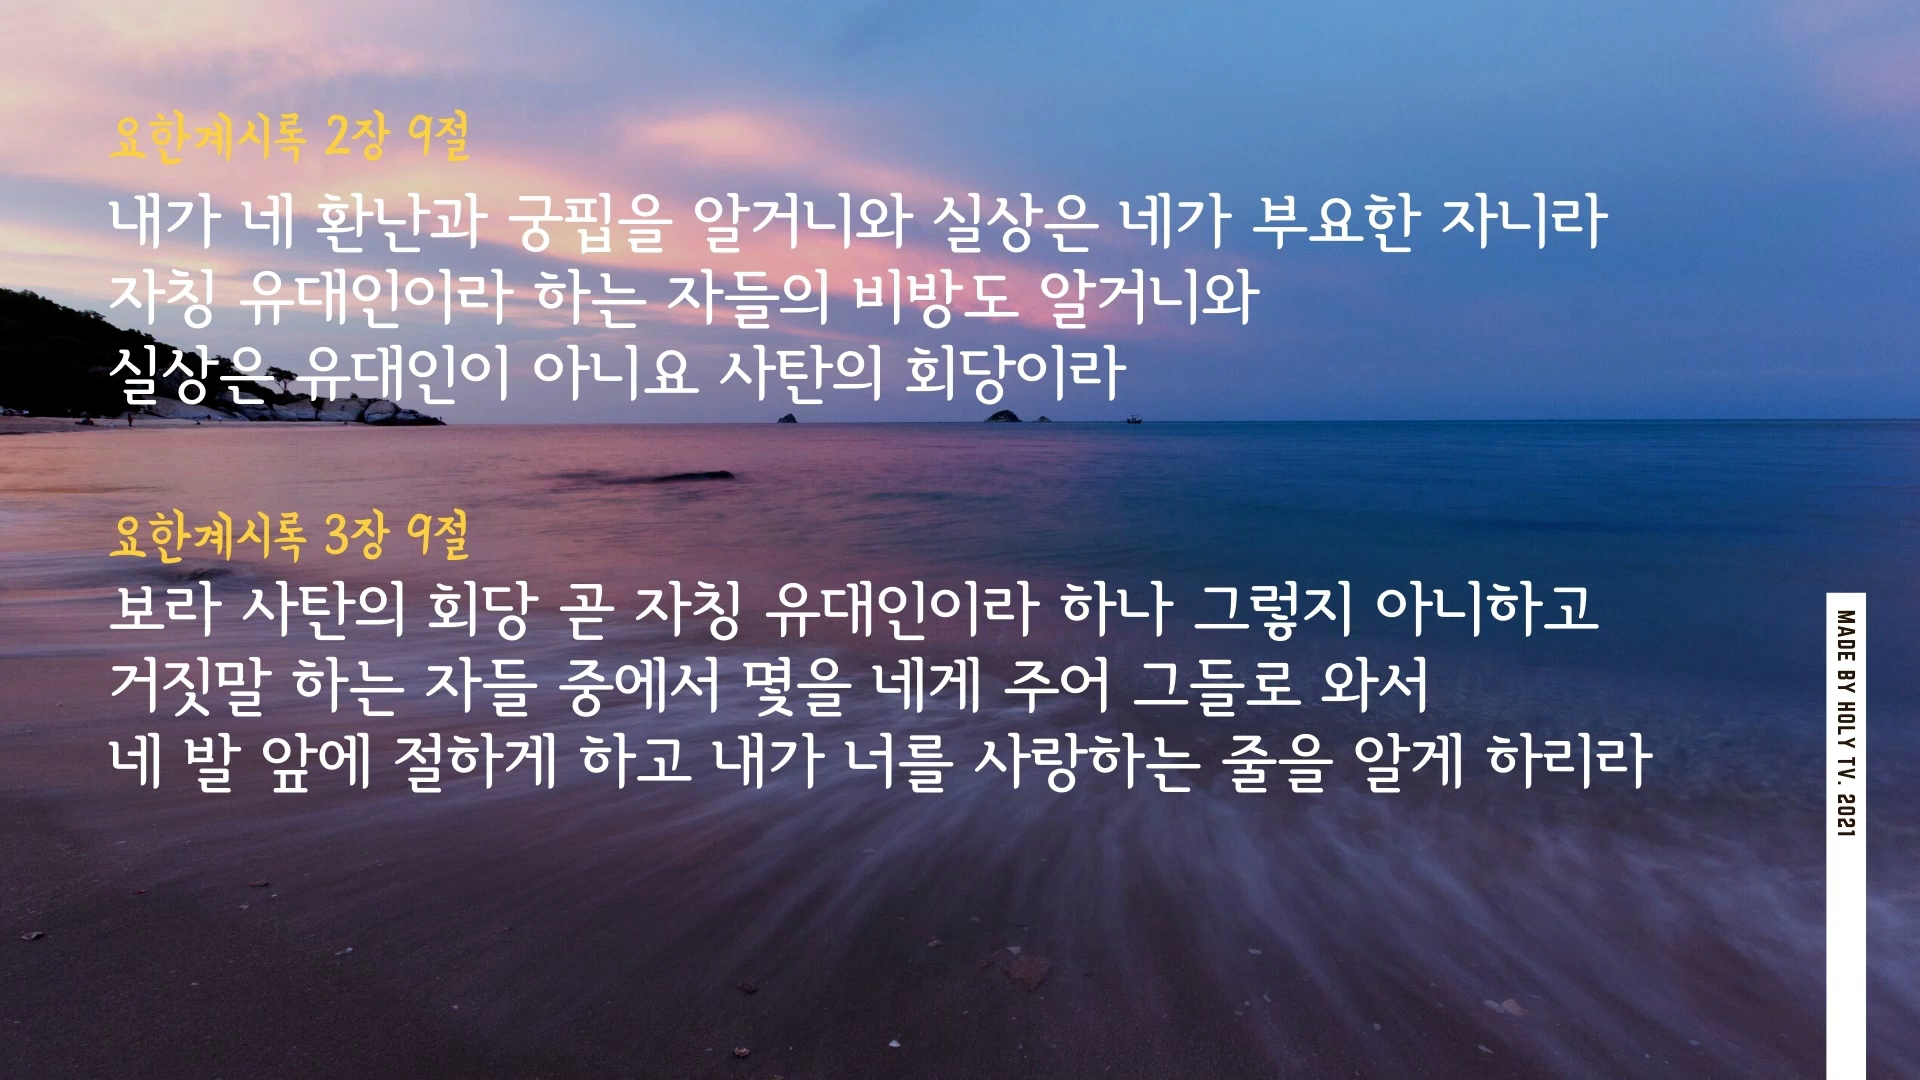 요한계시록 2장 9절
내가 네 환난과 궁핍을 알거니와 실상은 네가 부요한 자니라
자칭 유대인이라 하는 자들의 비방도 알거니와
실상은 유대인이 아니요 사탄의 회당이라
요한계시록 3장 9절
보라 사탄의 회당 곧 자칭 유대인이라 하나 그렇지 아니하고
거짓말 하는 자들 중에서 몇을 네게 주어 그들로 와서
네 발 앞에 절하게 하고 내가 너를 사랑하는 줄을 알게 하리라
MADE BY HOLY TV. 2021